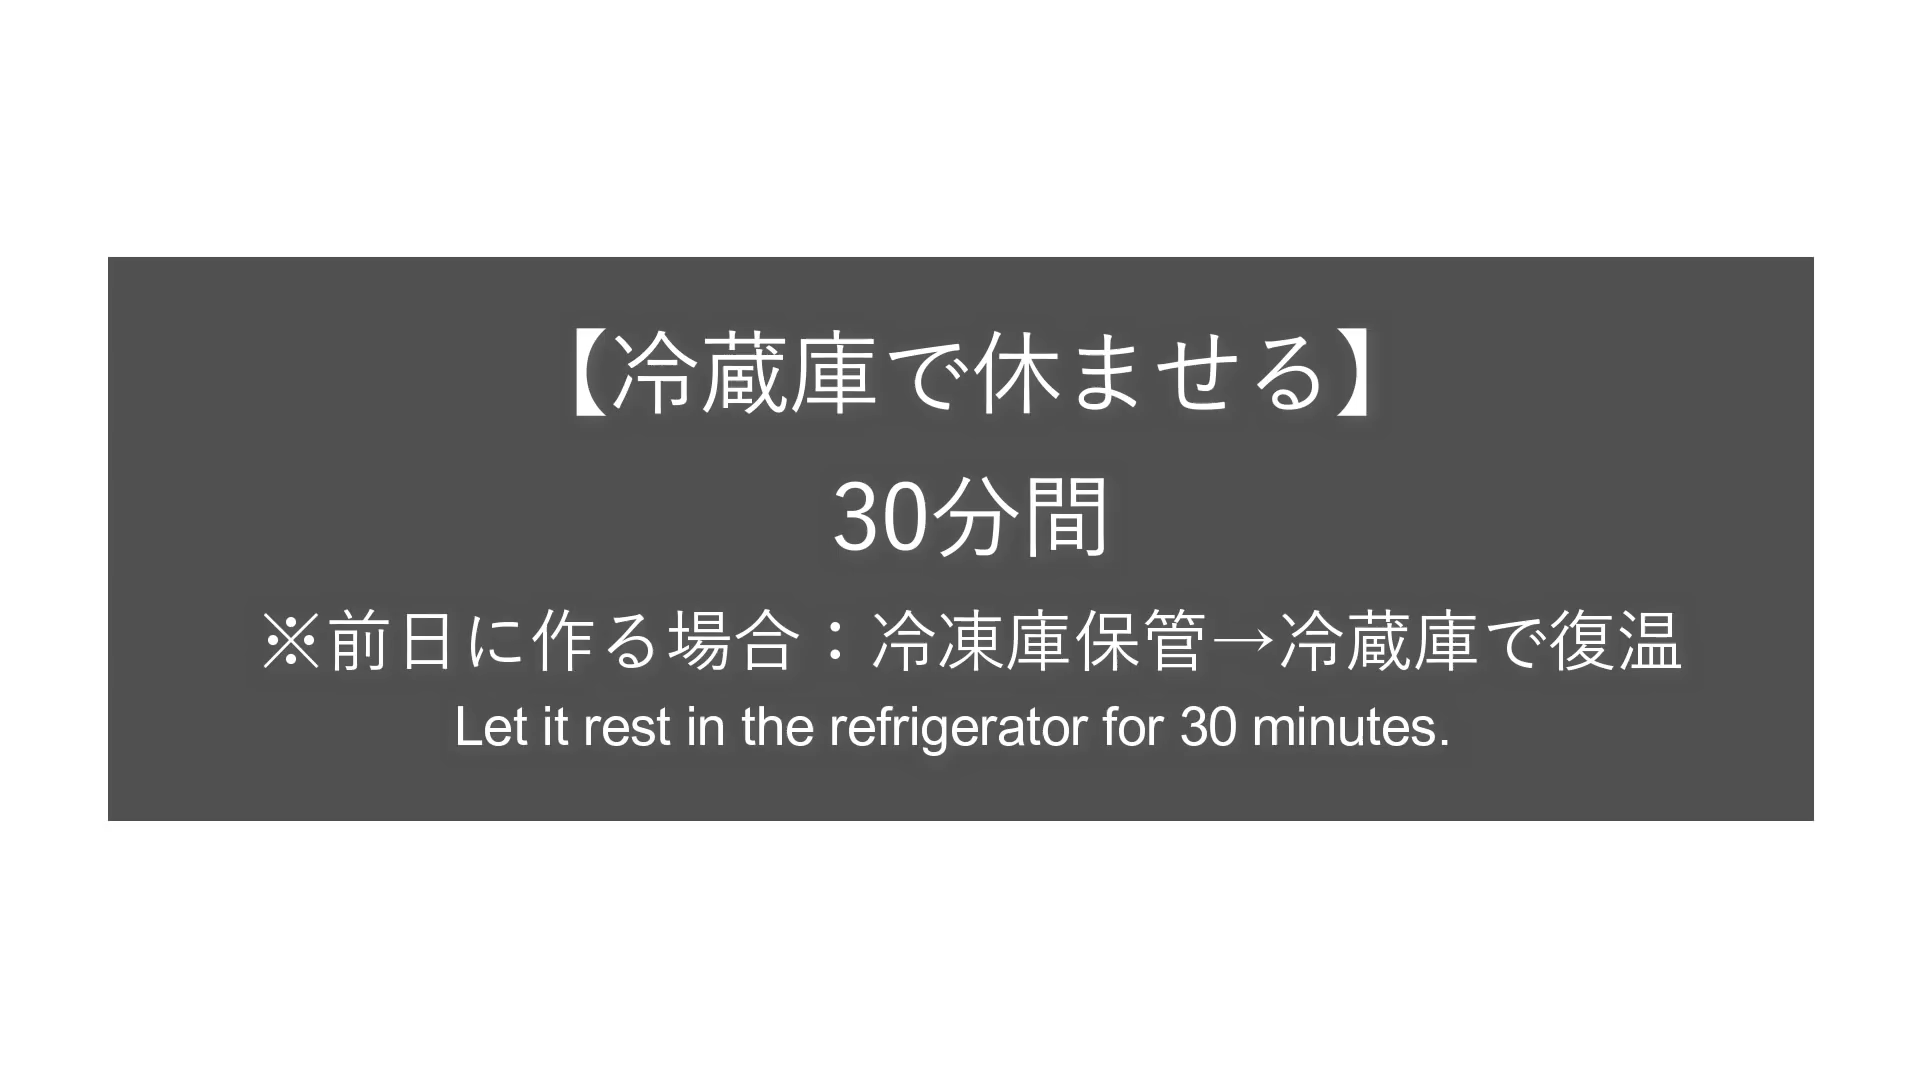 【冷蔵庫で休ませる】
30分間
※前日に作る場合：冷凍庫保管→冷蔵庫で復温
Let it rest in the refrigerator for 30 minutes.